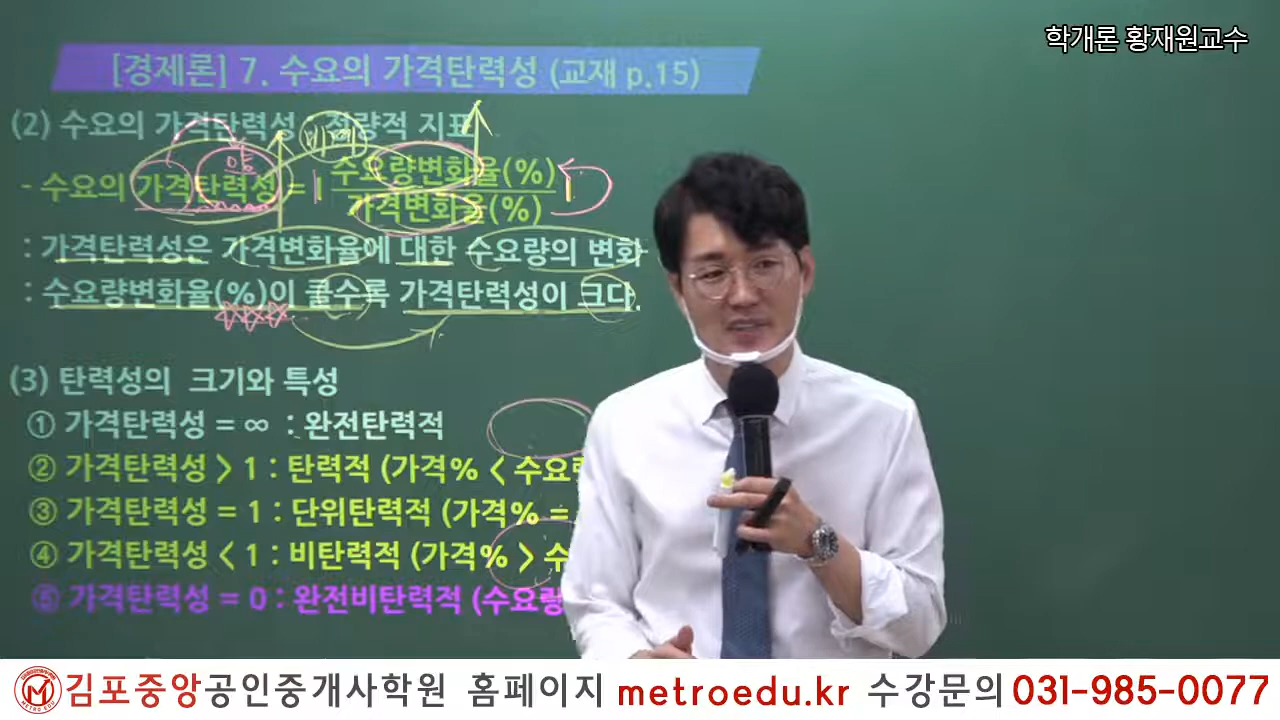 학개론 황재원교수
[경제론] 7. 수요의 가격탄력성 (교재 p.15)
(2) 수요의 가격탄력성 정량적 지표
비례
양
- 수요의 가격탄력성 = | 수요량변화율(%)
가격변화율(%) |
: 가격탄력성은 가격변화율에 대한 수요량의 변화
: 수요량변화율(%)이 클수록 가격탄력성이 크다.
(3) 탄력성의 크기와 특성
① 가격탄력성 = ∞ : 완전탄력적
② 가격탄력성 > 1 : 탄력적 (가격% < 수요
③ 가격탄력성 = 1 : 단위탄력적 (가격% =
④ 가격탄력성 < 1 : 비탄력적 (가격% > 수
⑤ 가격탄력성 = 0 : 완전비탄력적 (수요량
METRO EDU 김포중앙공인중개사학원 홈페이지 metroedu.kr 수강문의 031-985-0077